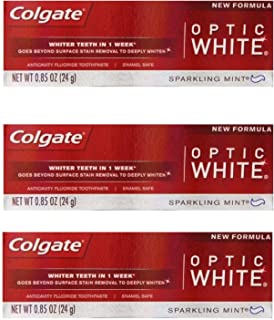 NEW FORMULA
Colgate® OPTIC WHITE®
WHITER TEETH IN 1 WEEK*
GOES BEYOND SURFACE STAIN REMOVAL TO DEEPLY WHITEN
ANTICAVITY FLUORIDE TOOTHPASTE | ENAMEL SAFE
NET WT 0.85 OZ (24 g) SPARKLING MINT
NEW FORMULA
Colgate® OPTIC WHITE®
WHITER TEETH IN 1 WEEK*
GOES BEYOND SURFACE STAIN REMOVAL TO DEEPLY WHITEN
ANTICAVITY FLUORIDE TOOTHPASTE | ENAMEL SAFE
NET WT 0.85 OZ (24 g) SPARKLING MINT
NEW FORMULA
Colgate® OPTIC WHITE®
WHITER TEETH IN 1 WEEK*
GOES BEYOND SURFACE STAIN REMOVAL TO DEEPLY WHITEN
ANTICAVITY FLUORIDE TOOTHPASTE | ENAMEL SAFE
NET WT 0.85 OZ (24 g) SPARKLING MINT